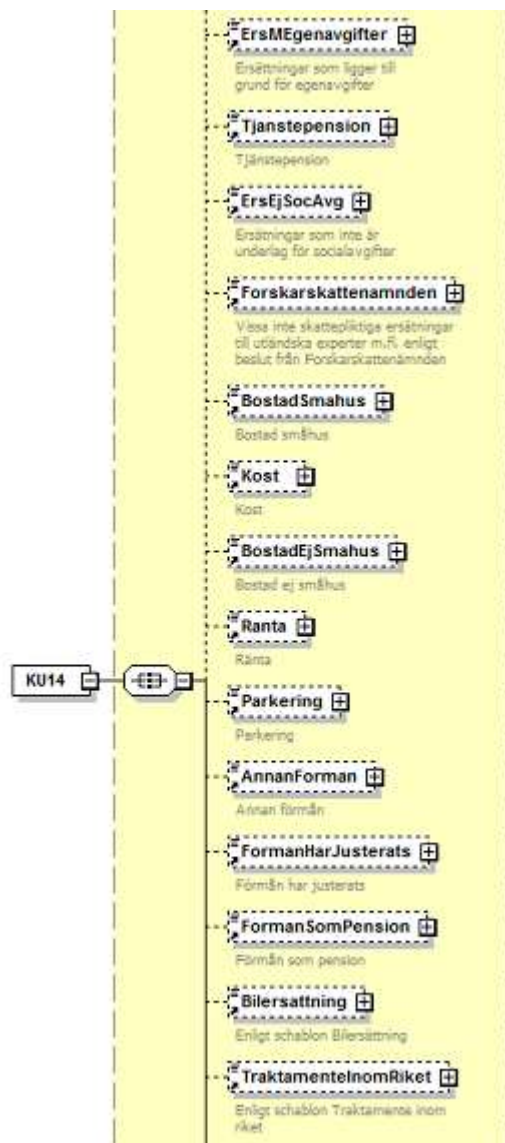 ErsMEgenavgifter
Ersättningar som ligger till
grund för egenavgifter
Tjanstepension
Tjänstepension
ErsEjSocAvg
Ersätningar som inte är
underlag för socialavgifter
Forskarskattenamnden
Vissa inte skattepliktiga ersätningar
till utländska experter m.fl. enligt
beslut från Forskarskattenämnden
BostadSmahus
Bostad småhus
Kost
Kost
BostadEjSmahus
Bostad ej småhus
Ranta
Ränta
KU14
Parkering
Parkering
AnnanForman
Annan förmån
FormanHarJusterats
Förmån har justerats
FormanSomPension
Förmån som pension
Bilersattning
Enligt schablon Bilersättning
TraktamenteInomRiket
Enligt schablon Traktamente inom
riket